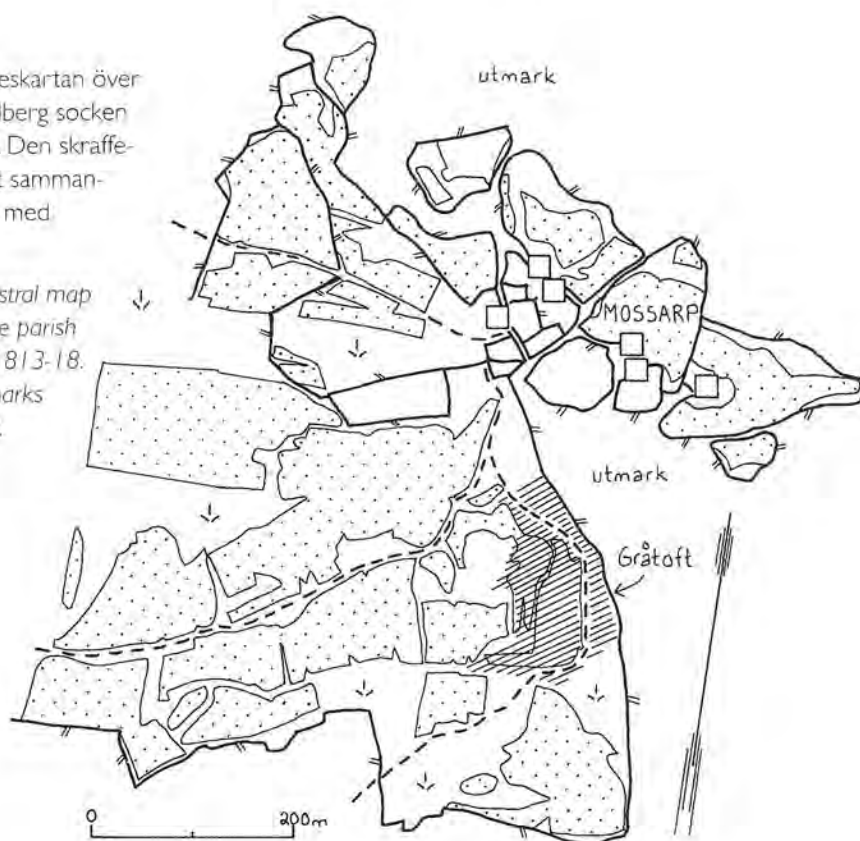 eskartan över
berg socken
Den skraffe-
t samman-
med
stral map
e parish
813-18.
arks
utmark
MOSSARP
utmark
Gråtoft
0 200m